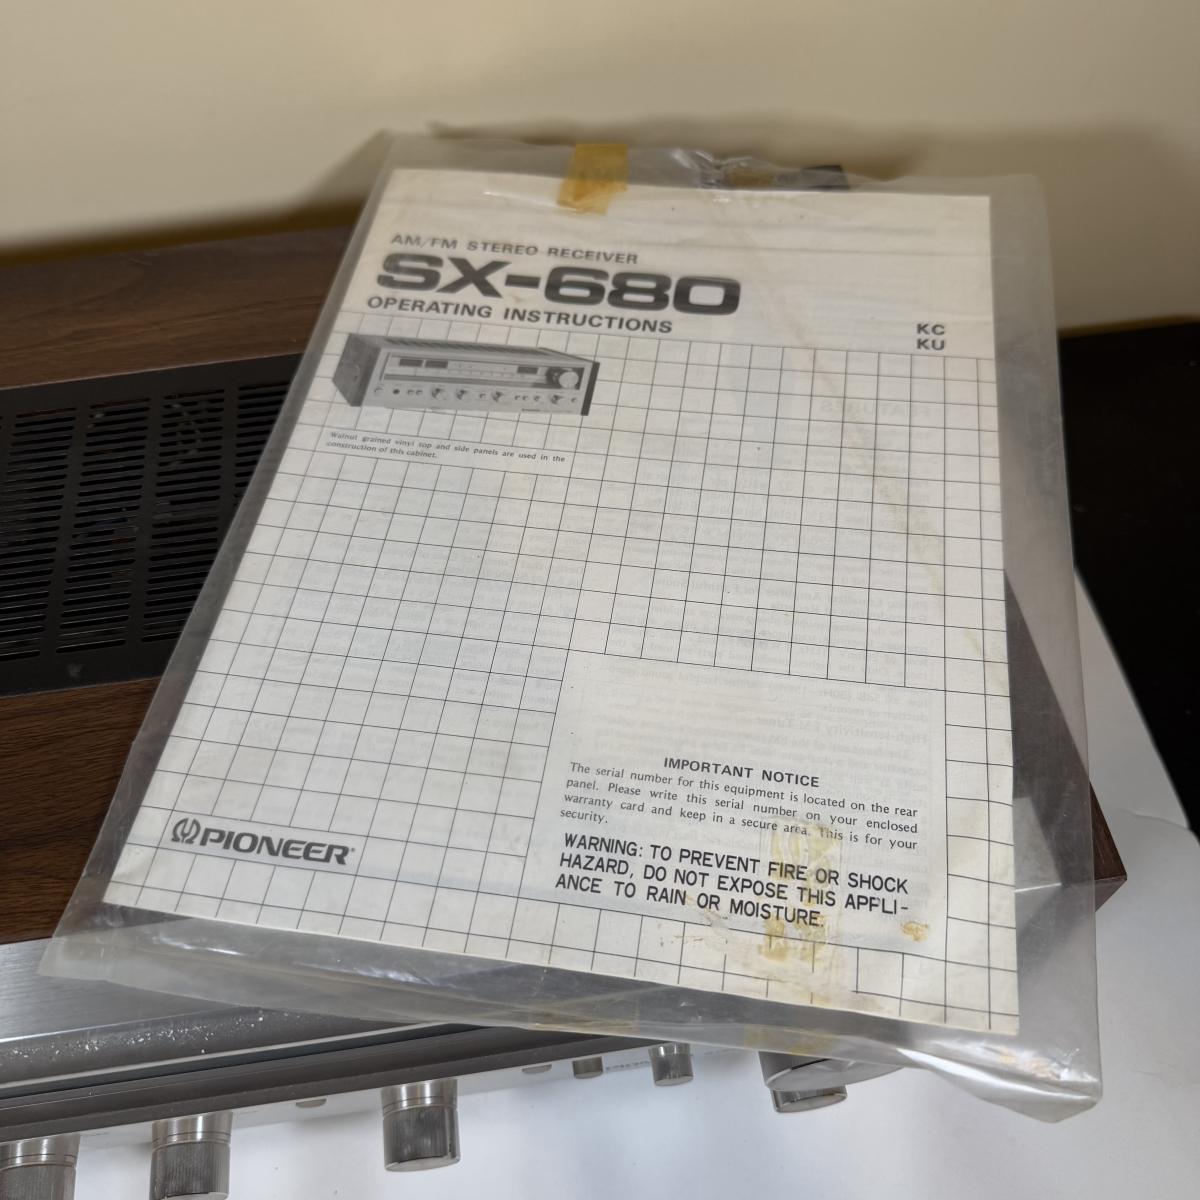 AM/FM STEREO RECEIVER
SX-680
OPERATING INSTRUCTIONS
KC
KU
Walnut grained vinyl top and side panels are used in the
construction of this cabinet.
IMPORTANT NOTICE
The serial number for this equipment is located on the rear
panel. Please write this serial number on your enclosed
warranty card and keep in a secure area. This is for your
security.
WARNING: TO PREVENT FIRE OR SHOCK
HAZARD, DO NOT EXPOSE THIS APPLI-
ANCE TO RAIN OR MOISTURE.
PIONEER